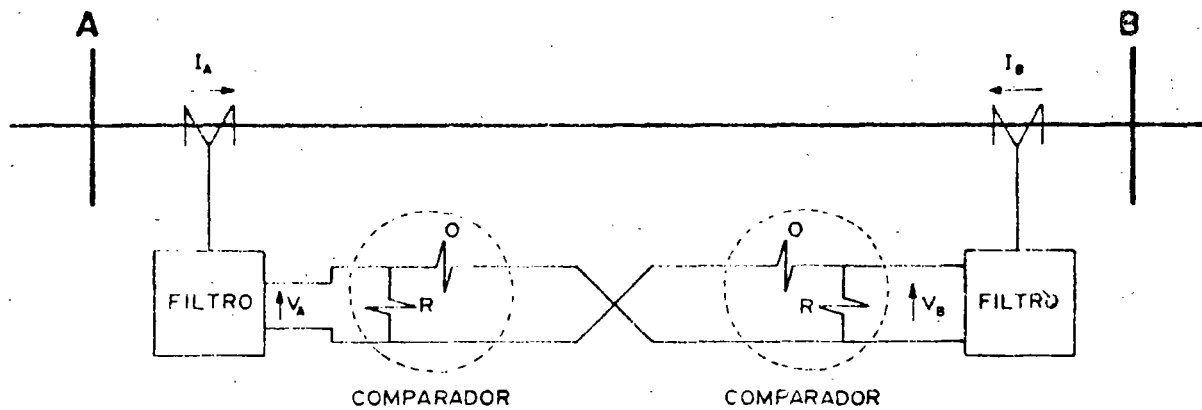 A B
I_A I_B
O O
FILTRO V_A R R V_B FILTRO
COMPARADOR COMPARADOR